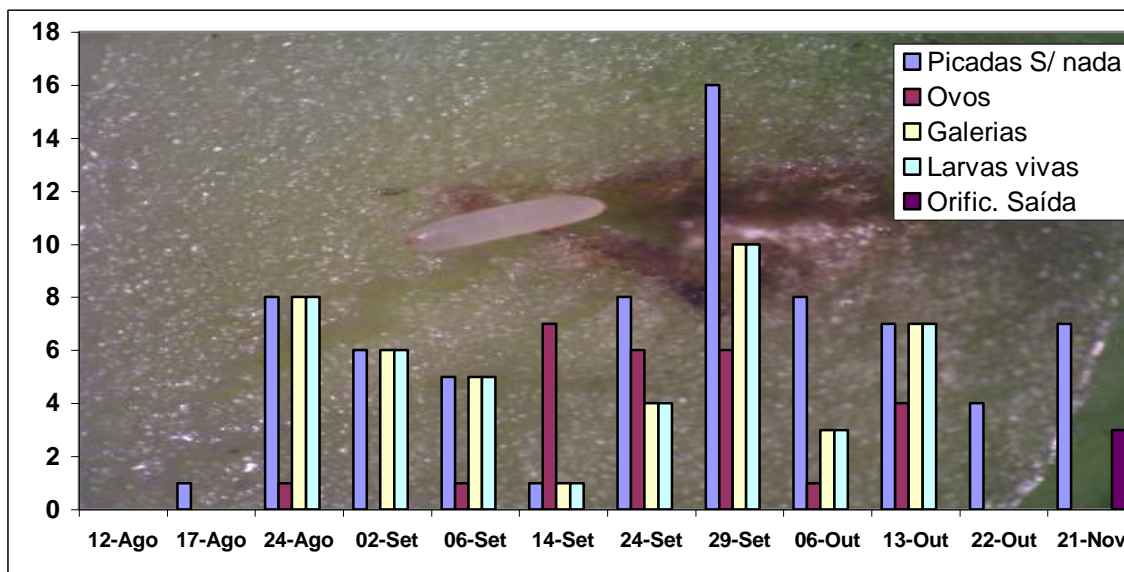 18
16
14
12
10
8
6
4
2
0
Picadas S/ nada
Ovos
Galerias
Larvas vivas
Orific. Saída
12-Ago 17-Ago 24-Ago 02-Set 06-Set 14-Set 24-Set 29-Set 06-Out 13-Out 22-Out 21-Nov